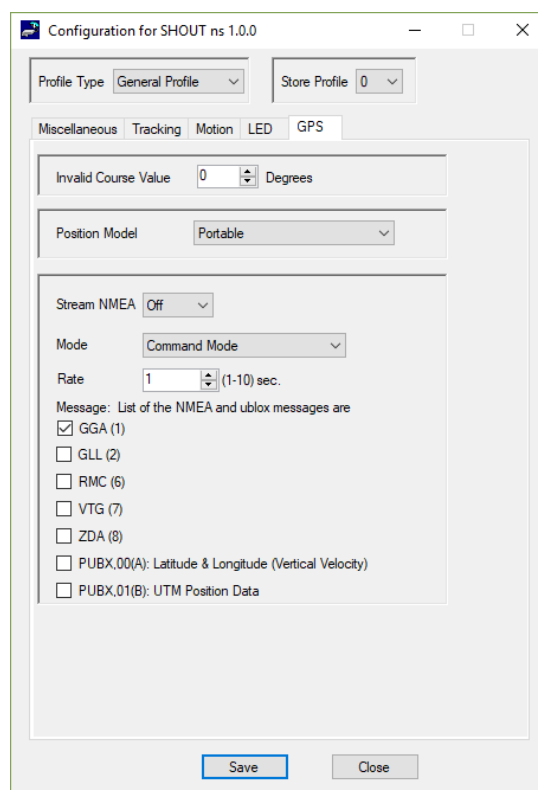 Configuration for SHOUT ns 1.0.0
Profile Type General Profile Store Profile 0
Miscellaneous Tracking Motion LED GPS
Invalid Course Value 0 Degrees
Position Model Portable
Stream NMEA Off
Mode Command Mode
Rate 1 (1-10) sec.
Message: List of the NMEA and ublox messages are
GGA (1)
GLL (2)
RMC (6)
VTG (7)
ZDA (8)
PUBX,00(A): Latitude & Longitude (Vertical Velocity)
PUBX,01(B): UTM Position Data
Save Close